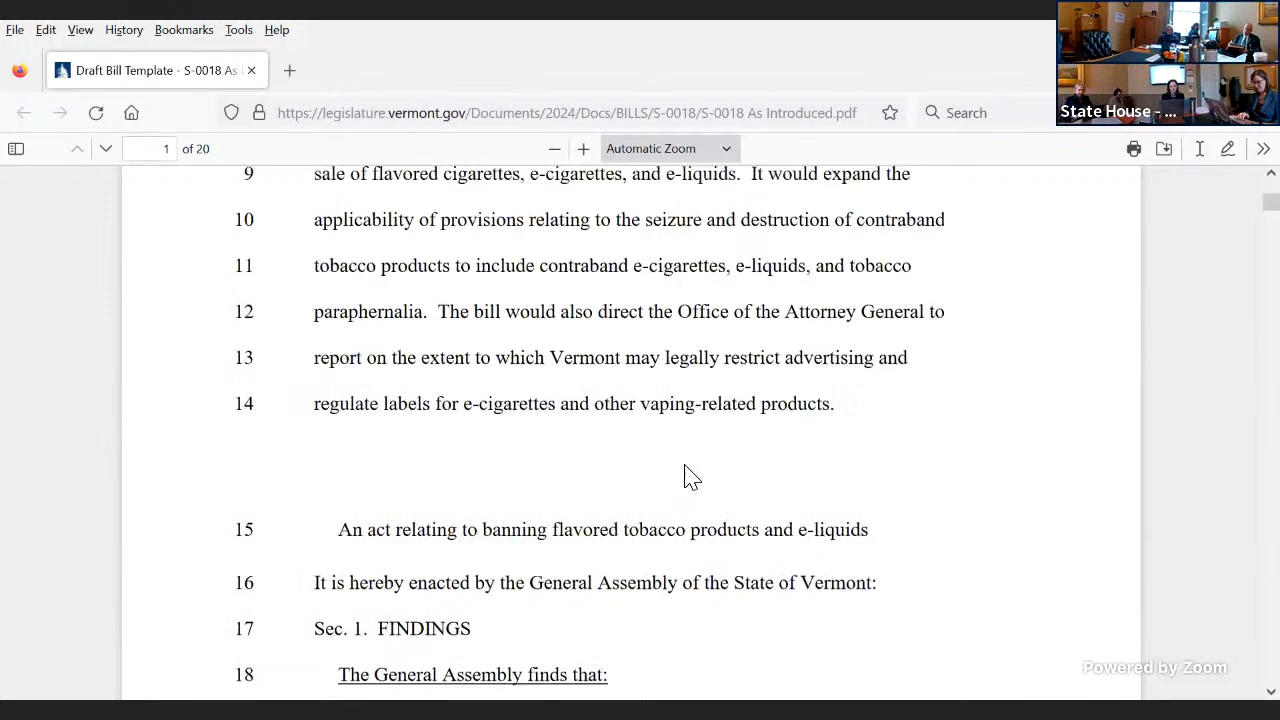 File Edit View History Bookmarks Tools Help
Draft Bill Template - S-0018 As
https://legislature.vermont.gov/Documents/2024/Docs/BILLS/S-0018/S-0018 As Introduced.pdf
Search
State House - ...
1 of 20
Automatic Zoom
9 sale of flavored cigarettes, e-cigarettes, and e-liquids. It would expand the
10 applicability of provisions relating to the seizure and destruction of contraband
11 tobacco products to include contraband e-cigarettes, e-liquids, and tobacco
12 paraphernalia. The bill would also direct the Office of the Attorney General to
13 report on the extent to which Vermont may legally restrict advertising and
14 regulate labels for e-cigarettes and other vaping-related products.
15 An act relating to banning flavored tobacco products and e-liquids
16 It is hereby enacted by the General Assembly of the State of Vermont:
17 Sec. 1. FINDINGS
18 The General Assembly finds that:
Powered by Zoom